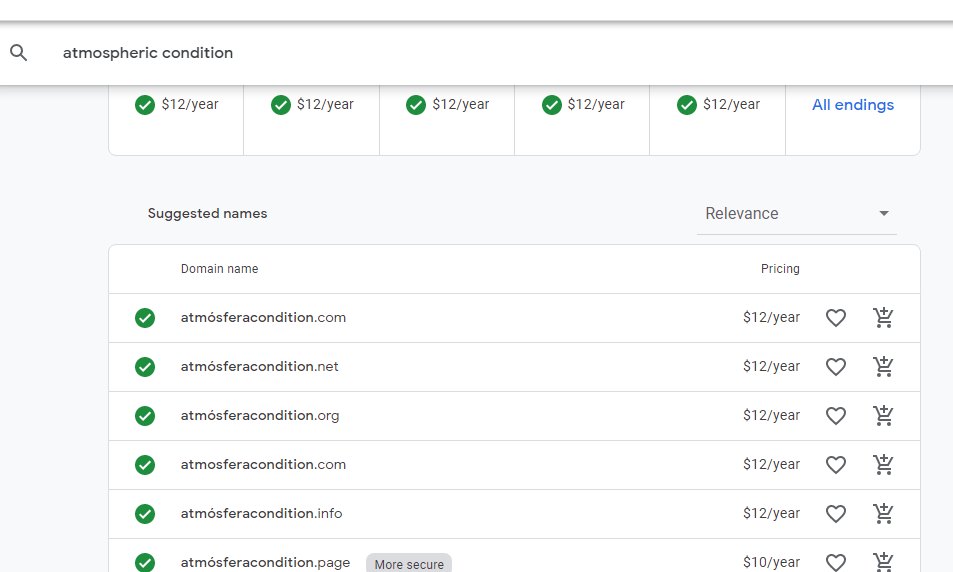 atmospheric condition
$12/year $12/year $12/year $12/year $12/year All endings
Suggested names Relevance
Domain name Pricing
atmósferacondition.com $12/year
atmósferacondition.net $12/year
atmósferacondition.org $12/year
atmosferacondition.com $12/year
atmósferacondition.info $12/year
atmósferacondition.page More secure $10/year